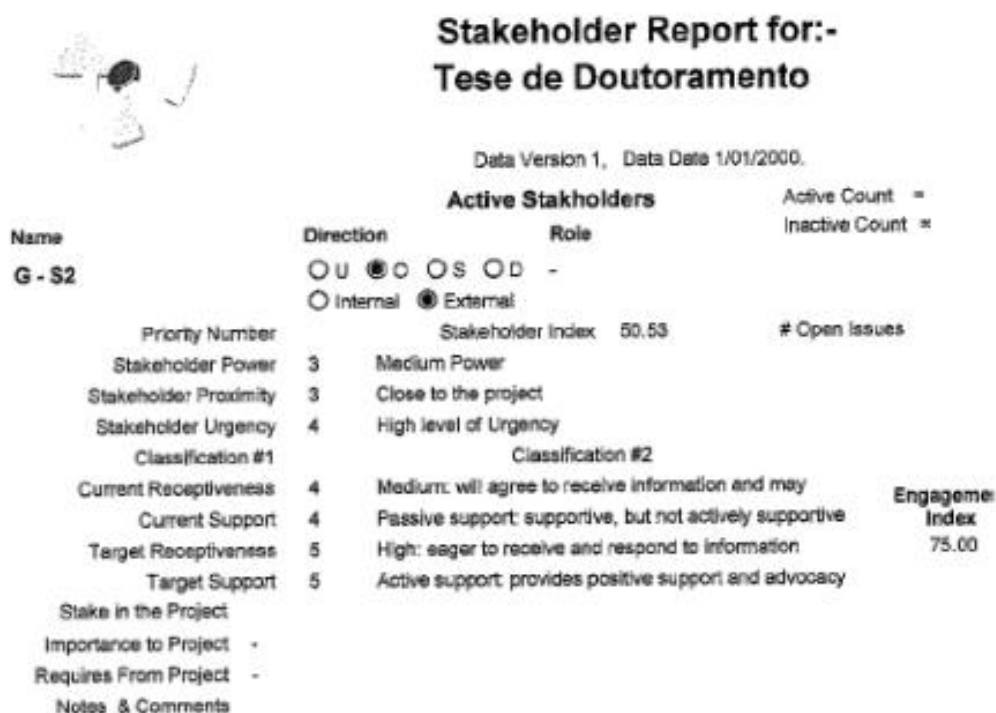 Stakeholder Report for:-
Tese de Doutoramento
Data Version 1, Data Date 1/01/2000.
Active Stakholders
Active Count =
Inactive Count =
Name Direction Role
G - S2 U O S D -
Internal External
Priority Number Stakeholder Index 50.53 # Open Issues
Stakeholder Power 3 Medium Power
Stakeholder Proximity 3 Close to the project
Stakeholder Urgency 4 High level of Urgency
Classification #1 Classification #2
Current Receptiveness 4 Medium: will agree to receive information and may
Engageme
Current Support 4 Passive support: supportive, but not actively supportive Index
Target Receptiveness 5 High: eager to receive and respond to information 75.00
Target Support 5 Active support: provides positive support and advocacy
Stake in the Project
Importance to Project -
Requires From Project -
Notes & Comments